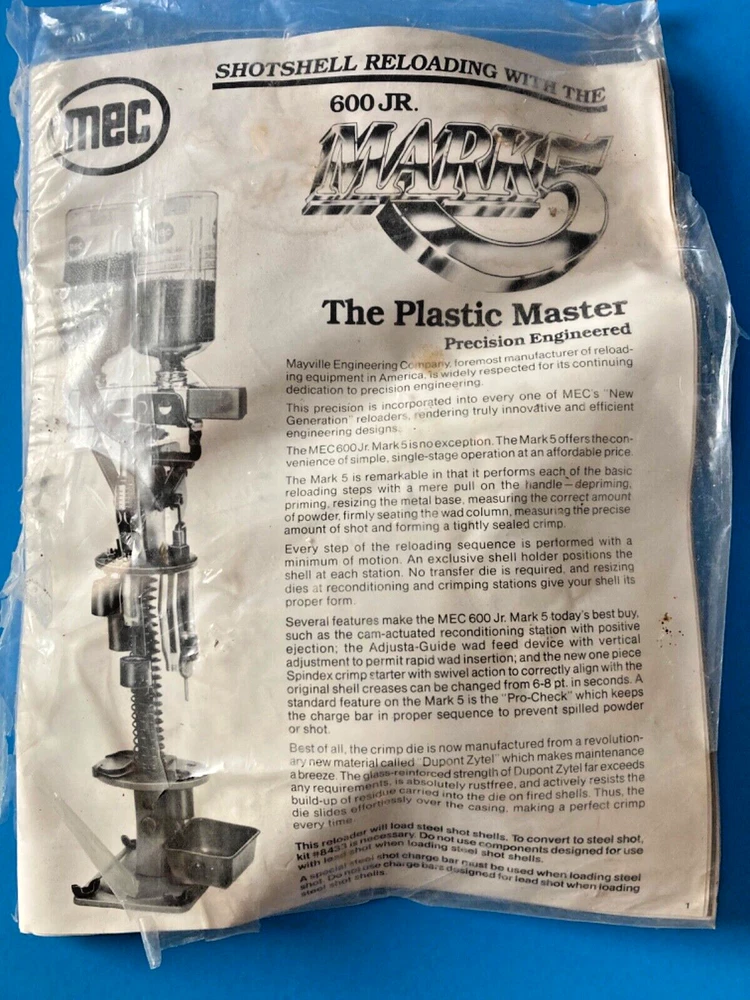 SHOTSHELL RELOADING WITH THE
mec
600 JR.
MARK 5
The Plastic Master
Precision Engineered
Mayville Engineering Company, foremost manufacturer of reload-
ing equipment in America, is widely respected for its continuing
dedication to precision engineering.
This precision is incorporated into every one of MEC's "New
Generation" reloaders, rendering truly innovative and efficient
engineering designs.
The MEC 600 Jr. Mark 5 is no exception. The Mark 5 offers the con-
venience of simple, single-stage operation at an affordable price.
The Mark 5 is remarkable in that it performs each of the basic
reloading steps with a mere pull on the handle—depriming,
priming, resizing the metal base, measuring the correct amount
of powder, firmly seating the wad column, measuring the precise
amount of shot and forming a tightly sealed crimp.
Every step of the reloading sequence is performed with a
minimum of motion. An exclusive shell holder positions the
shell at each station. No transfer die is required, and resizing
dies at reconditioning and crimping stations give your shell its
proper form.
Several features make the MEC 600 Jr. Mark 5 today's best buy,
such as the cam-actuated reconditioning station with positive
ejection; the Adjusta-Guide wad feed device with vertical
adjustment to permit rapid wad insertion; and the new one piece
Spindex crimp starter with swivel action to correctly align with the
original shell creases can be changed from 6-8 pt. in seconds. A
standard feature on the Mark 5 is the "Pro-Check" which keeps
the charge bar in proper sequence to prevent spilled powder
or shot.
Best of all, the crimp die is now manufactured from a revolution-
ary new material called "Dupont Zytel" which makes maintenance
a breeze. The glass-reinforced strength of Dupont Zytel far exceeds
any requirements, is absolutely rustfree, and actively resists the
build-up of residue carried into the die on fired shells. Thus, the
die slides effortlessly over the casing, making a perfect crimp
every time.
This reloader will load steel shot shells. To convert to steel shot,
kit #8433 is necessary. Do not use components designed for use
with lead shot when loading steel shot shells.
A special steel shot charge bar must be used when loading steel
shot. Do not use charge bars designed for lead shot when loading
steel shot shells.
1